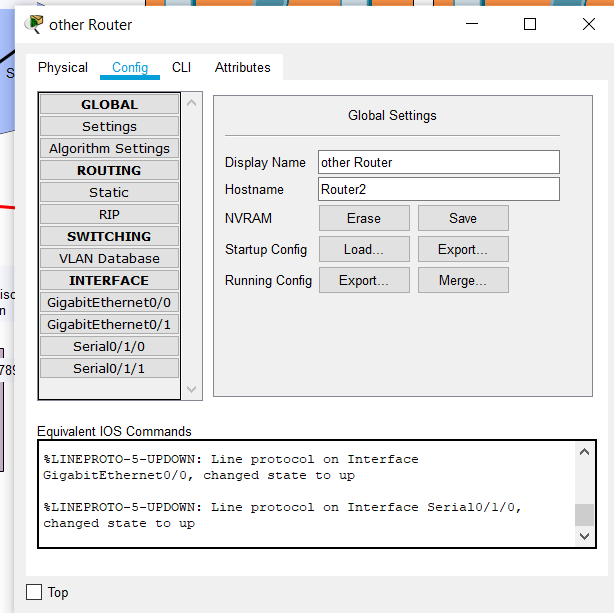 other Router
Physical Config CLI Attributes
GLOBAL
Settings
Algorithm Settings
ROUTING
Static
RIP
SWITCHING
VLAN Database
INTERFACE
GigabitEthernet0/0
GigabitEthernet0/1
Serial0/1/0
Serial0/1/1
Global Settings
Display Name other Router
Hostname Router2
NVRAM Erase Save
Startup Config Load... Export...
Running Config Export... Merge...
Equivalent IOS Commands
%LINEPROTO-5-UPDOWN: Line protocol on Interface
GigabitEthernet0/0, changed state to up
%LINEPROTO-5-UPDOWN: Line protocol on Interface Serial0/1/0,
changed state to up
Top